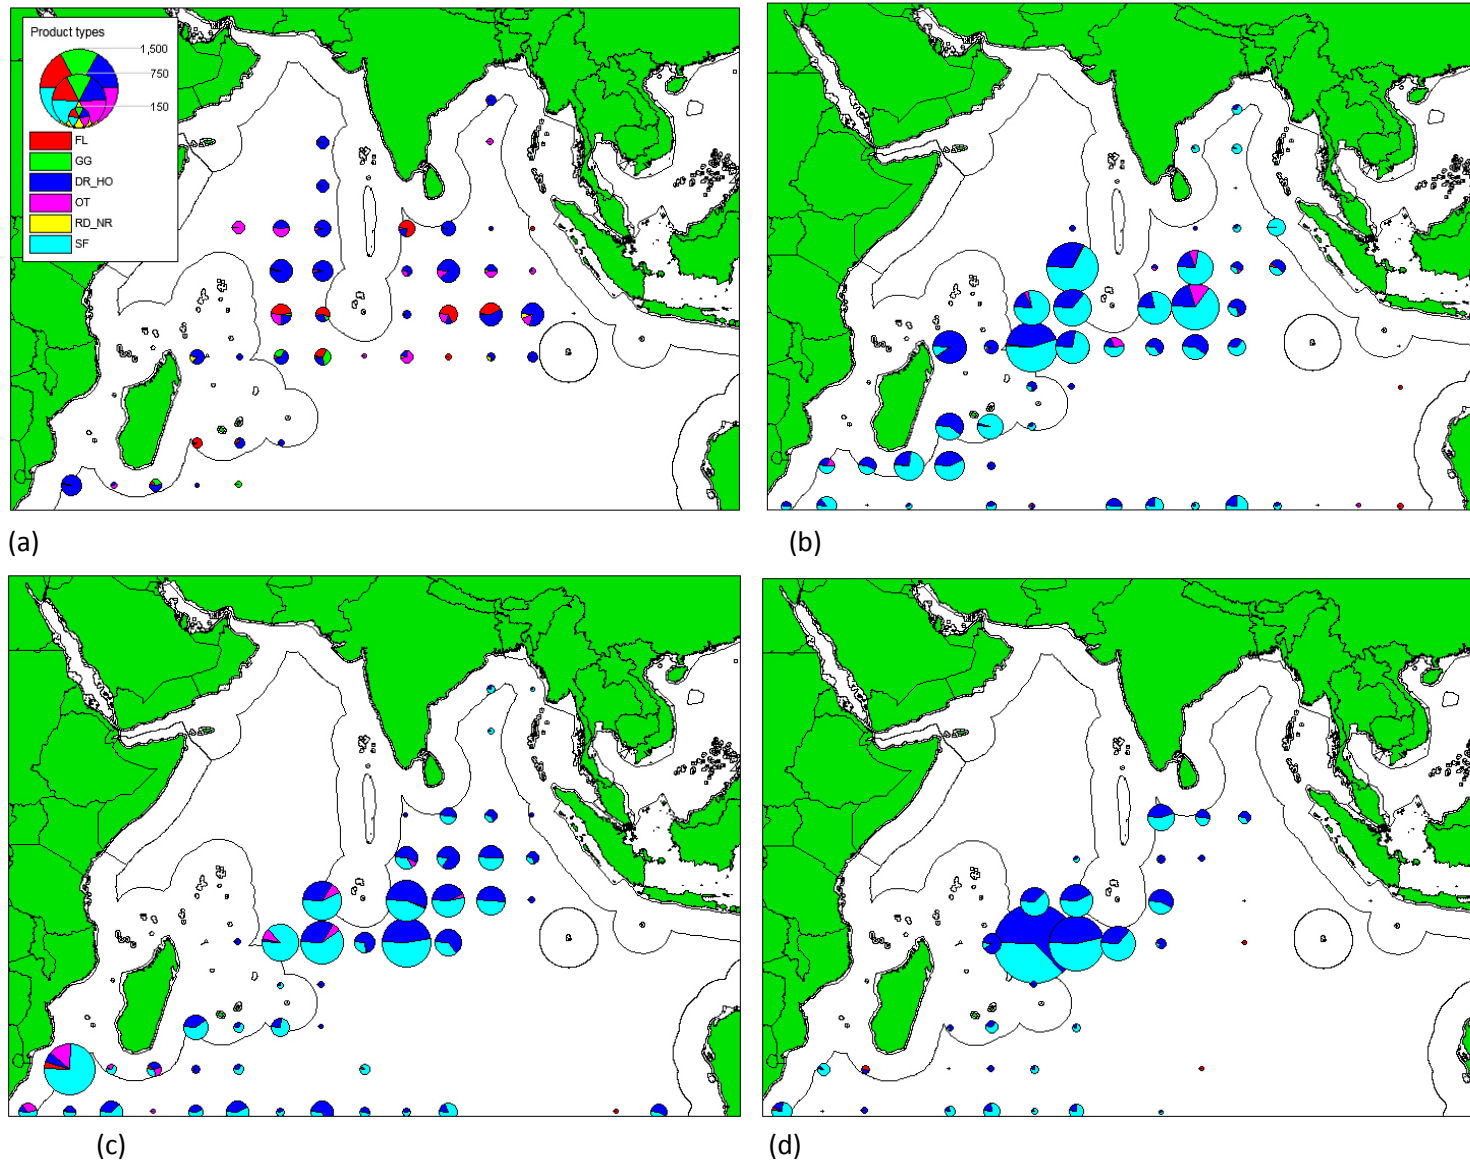 Product types
1,500
750
150
FL
GG
DR_HO
OT
RD_NR
SF
(a)
(b)
(c)
(d)